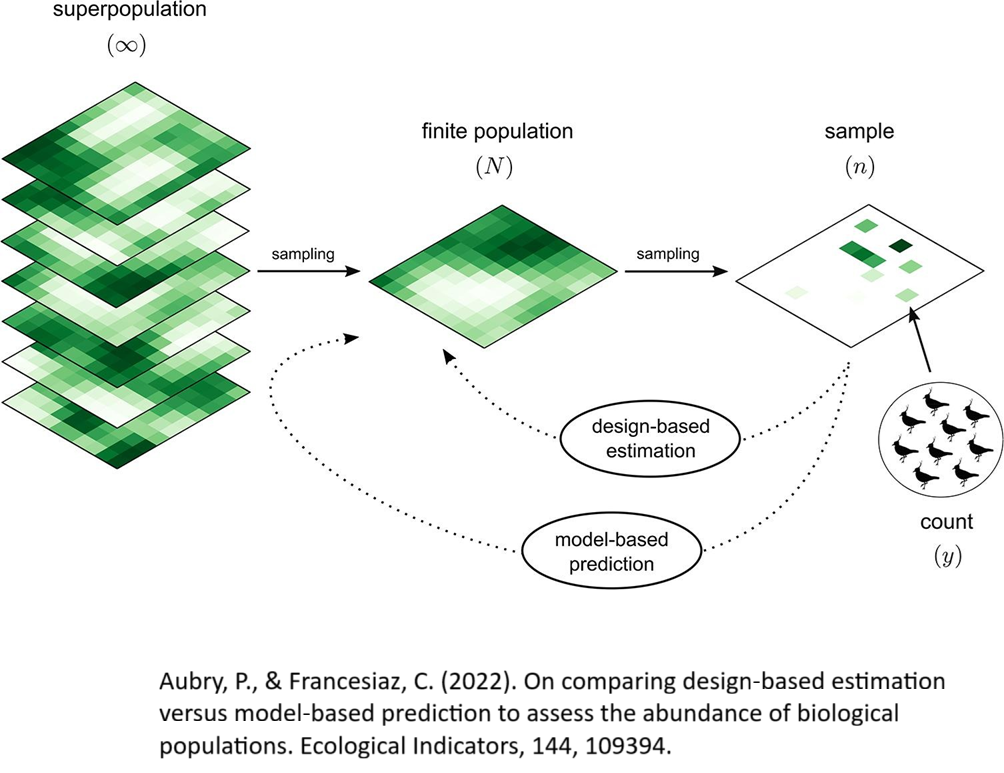 superpopulation
(∞)
finite population
(N)
sample
(n)
sampling
sampling
design-based
estimation
model-based
prediction
count
(y)
Aubry, P., & Francesiaz, C. (2022). On comparing design-based estimation
versus model-based prediction to assess the abundance of biological
populations. Ecological Indicators, 144, 109394.